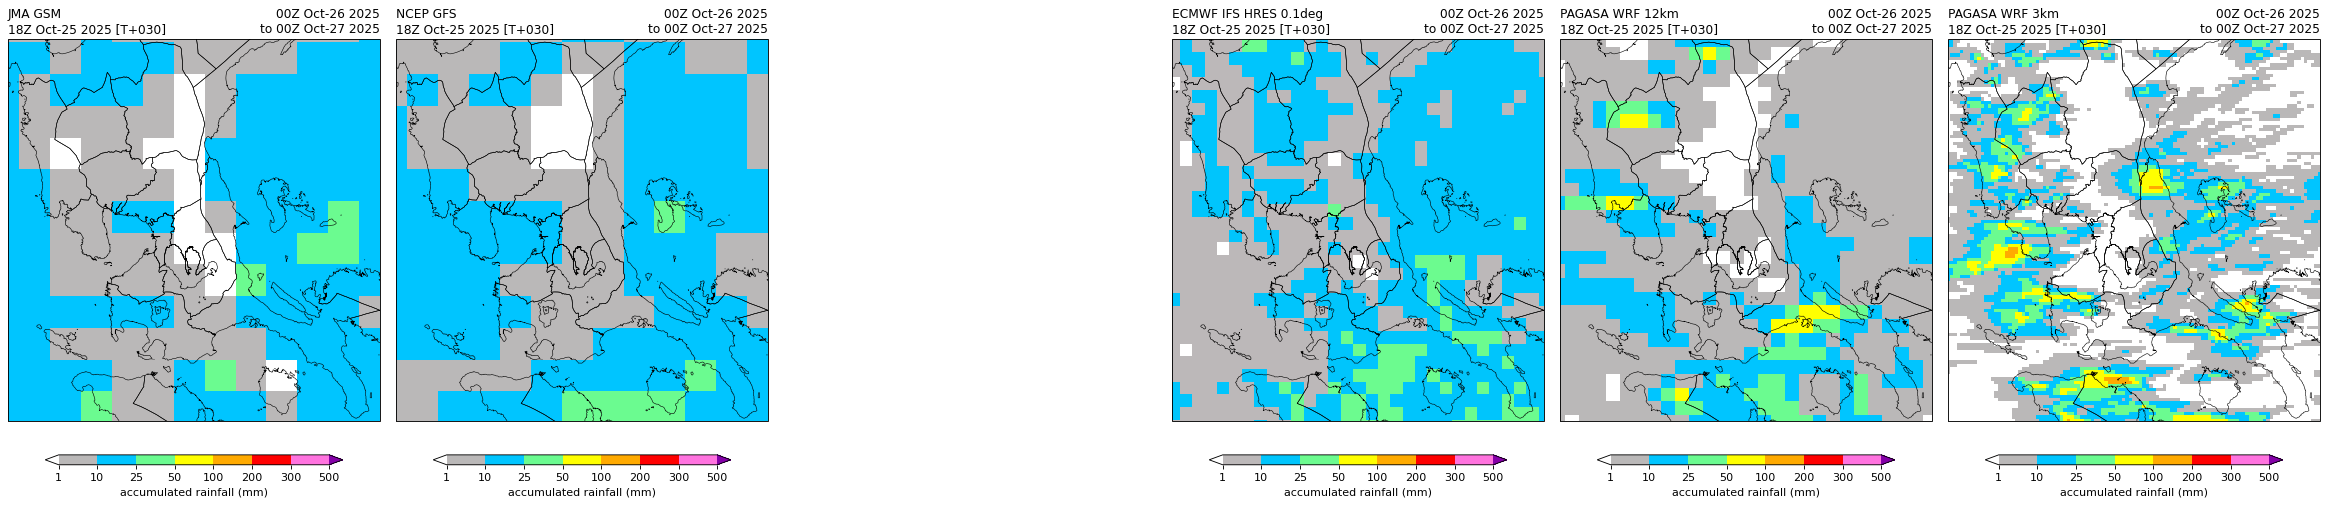 JMA GSM 00Z Oct-26 2025
18Z Oct-25 2025 [T+030] to 00Z Oct-27 2025
1 10 25 50 100 200 300 500
accumulated rainfall (mm)
NCEP GFS 00Z Oct-26 2025
18Z Oct-25 2025 [T+030] to 00Z Oct-27 2025
1 10 25 50 100 200 300 500
accumulated rainfall (mm)
ECMWF IFS HRES 0.1deg 00Z Oct-26 2025
18Z Oct-25 2025 [T+030] to 00Z Oct-27 2025
1 10 25 50 100 200 300 500
accumulated rainfall (mm)
PAGASA WRF 12km 00Z Oct-26 2025
18Z Oct-25 2025 [T+030] to 00Z Oct-27 2025
1 10 25 50 100 200 300 500
accumulated rainfall (mm)
PAGASA WRF 3km 00Z Oct-26 2025
18Z Oct-25 2025 [T+030] to 00Z Oct-27 2025
1 10 25 50 100 200 300 500
accumulated rainfall (mm)